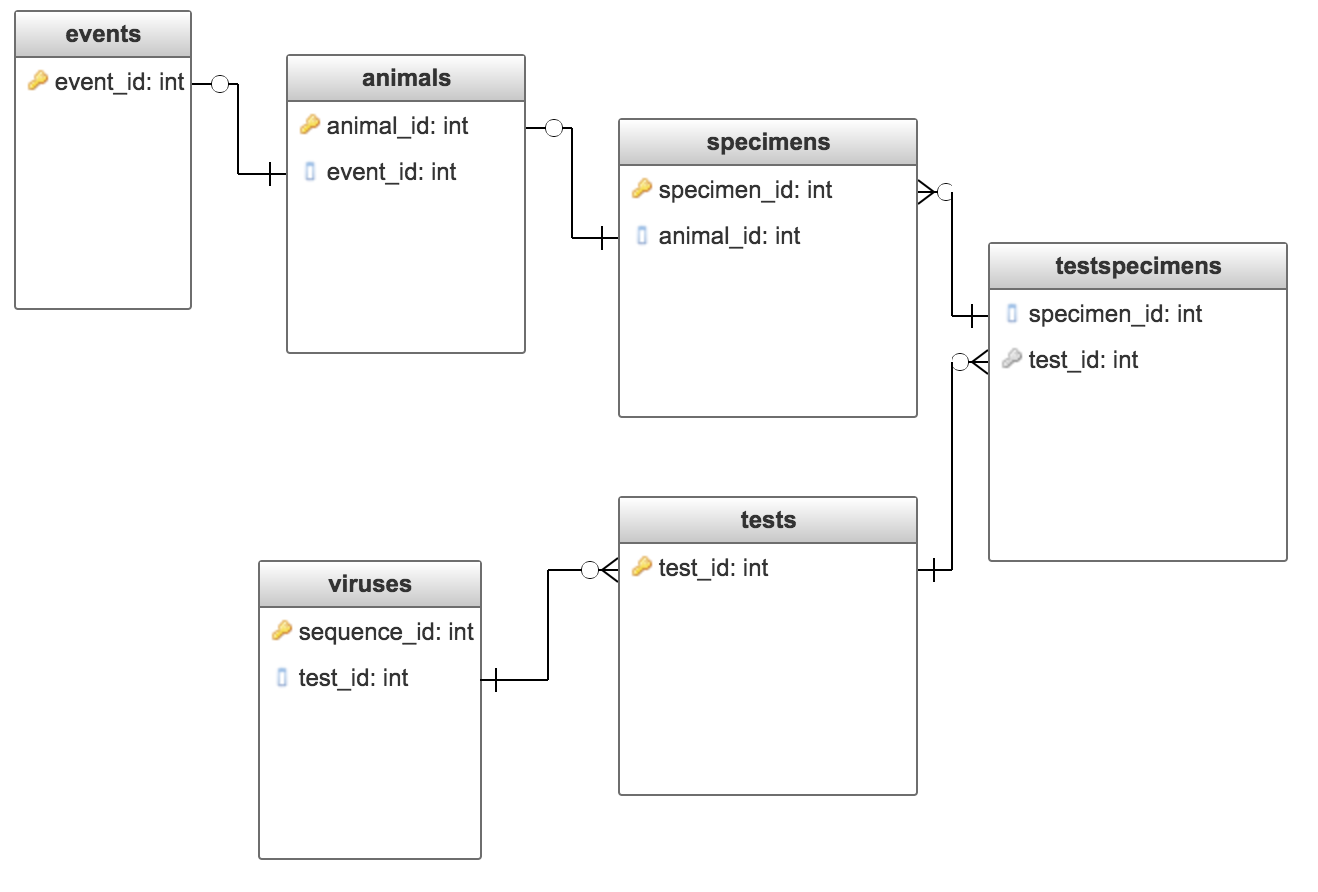 events
event_id: int
animals
animal_id: int
event_id: int
specimens
specimen_id: int
animal_id: int
testspecimens
specimen_id: int
test_id: int
tests
test_id: int
viruses
sequence_id: int
test_id: int